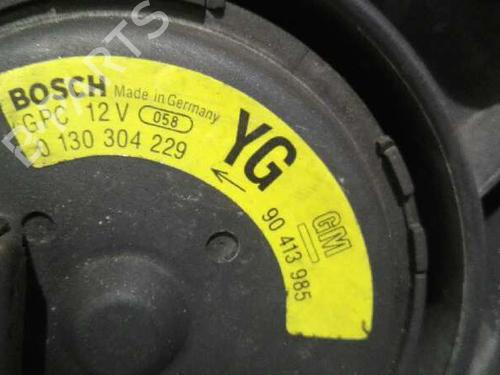 BOSCH Made in Germany
GPC 12 V 058
0 130 304 229
YG
GM
90 413 985